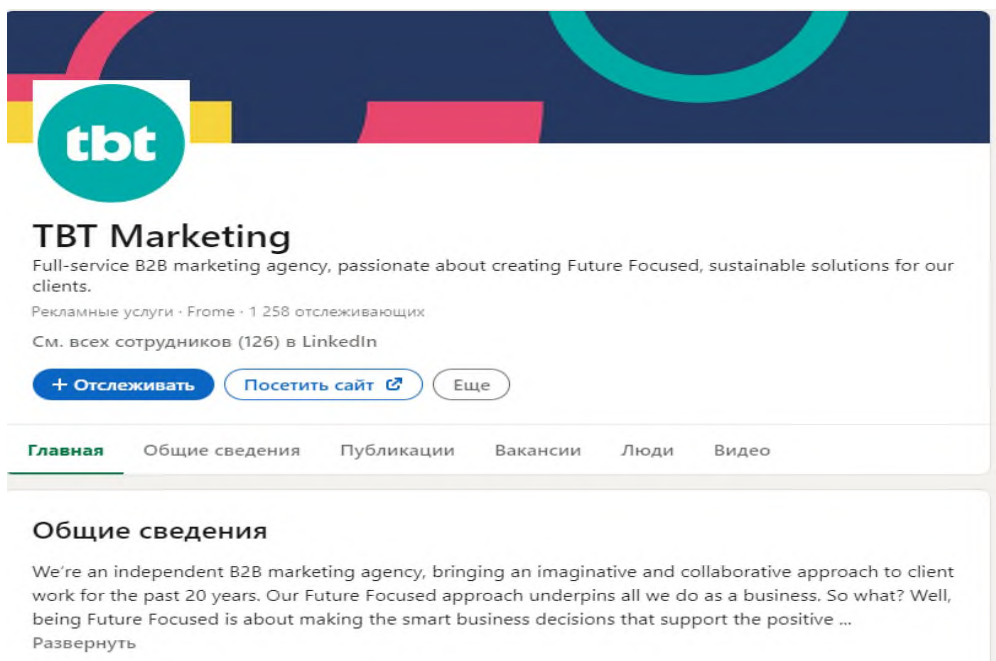 tbt
TBT Marketing
Full-service B2B marketing agency, passionate about creating Future Focused, sustainable solutions for our
clients.
Рекламные услуги · Frome · 1 258 отслеживающих
См. всех сотрудников (126) в LinkedIn
+ Отслеживать Посетить сайт Еще
Главная Общие сведения Публикации Вакансии Люди Видео
Общие сведения
We're an independent B2B marketing agency, bringing an imaginative and collaborative approach to client
work for the past 20 years. Our Future Focused approach underpins all we do as a business. So what? Well,
being Future Focused is about making the smart business decisions that support the positive ...
Развернуть